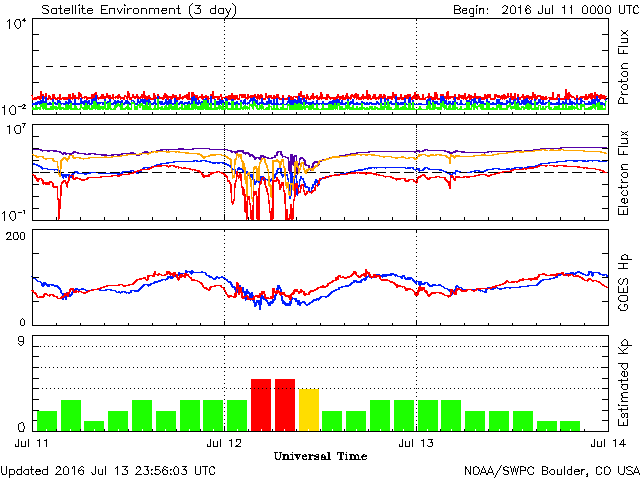 Satellite Environment (3 day)
Begin: 2016 Jul 11 0000 UTC
10^4
10^-2
Proton Flux
10^7
10^-1
Electron Flux
200
0
GOES Hp
9
0
Estimated Kp
Jul 11
Jul 12
Jul 13
Jul 14
Universal Time
Updated 2016 Jul 13 23:56:03 UTC
NOAA/SWPC Boulder, CO USA